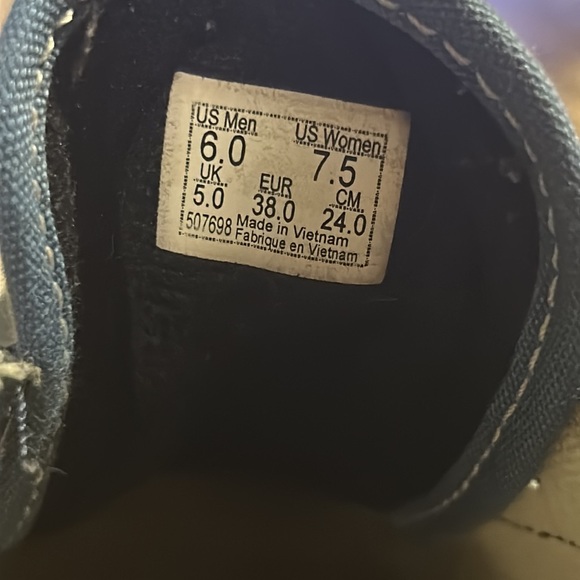 US Men US Women
6.0 7.5
UK EUR CM
5.0 38.0 24.0
507698 Made in Vietnam
Fabrique en Vietnam